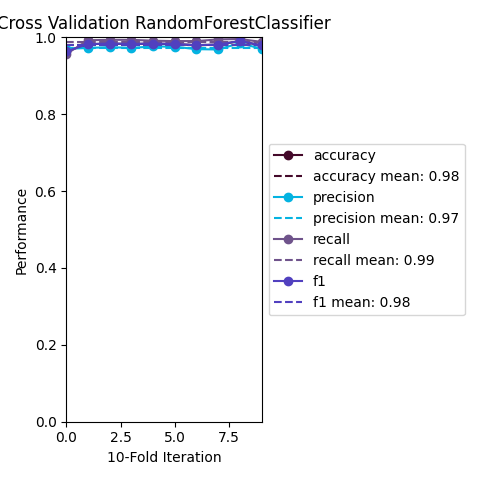 Cross Validation RandomForestClassifier
1.0
0.8
0.6
0.4
0.2
0.0
Performance
0.0 2.5 5.0 7.5
10-Fold Iteration
accuracy
accuracy mean: 0.98
precision
precision mean: 0.97
recall
recall mean: 0.99
f1
f1 mean: 0.98